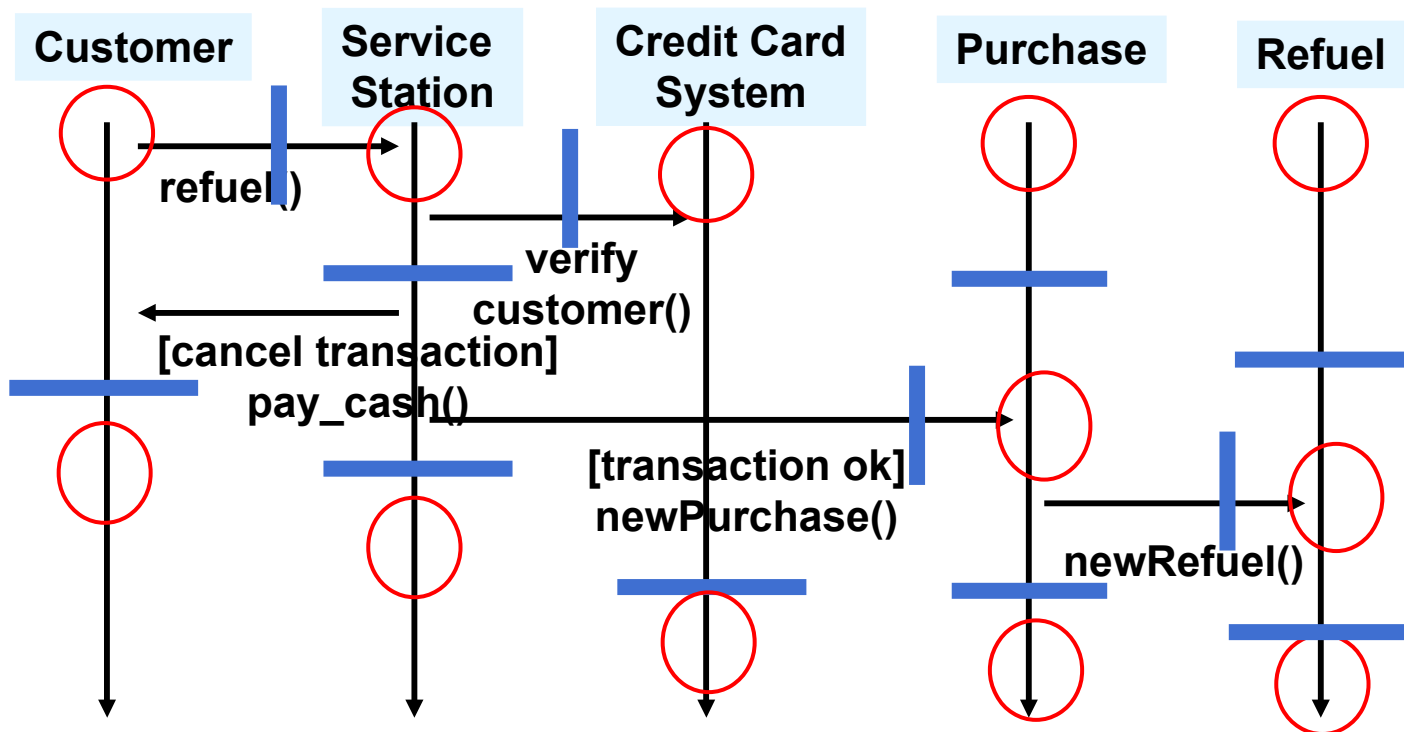 Customer
Service
Station
Credit Card
System
Purchase
Refuel
refuel()
verify
customer()
[cancel transaction]
pay_cash()
[transaction ok]
newPurchase()
newRefuel()